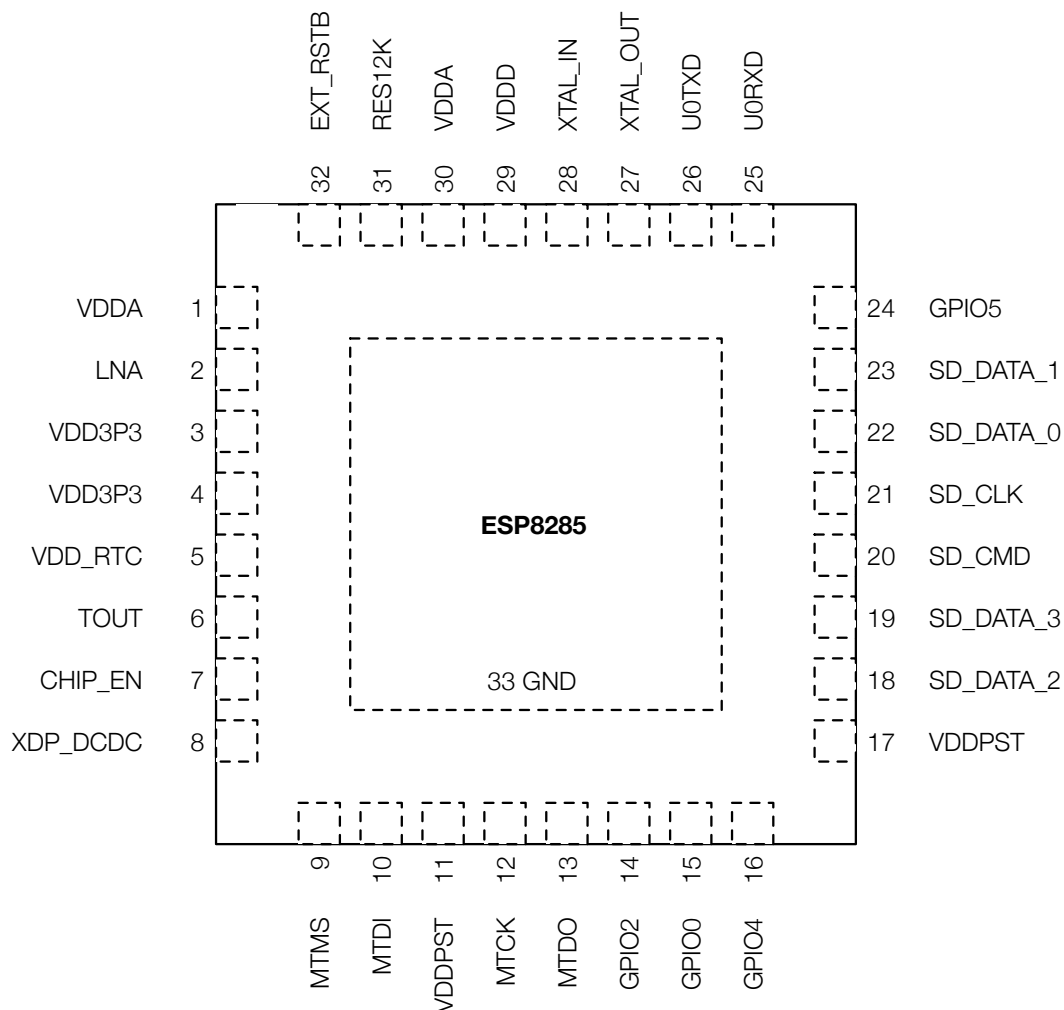 EXT_RSTB
RES12K
VDDA
VDDD
XTAL_IN
XTAL_OUT
U0TXD
U0RXD
32
31
30
29
28
27
26
25
VDDA 1
LNA 2
VDD3P3 3
VDD3P3 4
VDD_RTC 5
TOUT 6
CHIP_EN 7
XDP_DCDC 8
24 GPIO5
23 SD_DATA_1
22 SD_DATA_0
21 SD_CLK
20 SD_CMD
19 SD_DATA_3
18 SD_DATA_2
17 VDDPST
ESP8285
33 GND
9
10
11
12
13
14
15
16
MTMS
MTDI
VDDPST
MTCK
MTDO
GPIO2
GPIO0
GPIO4